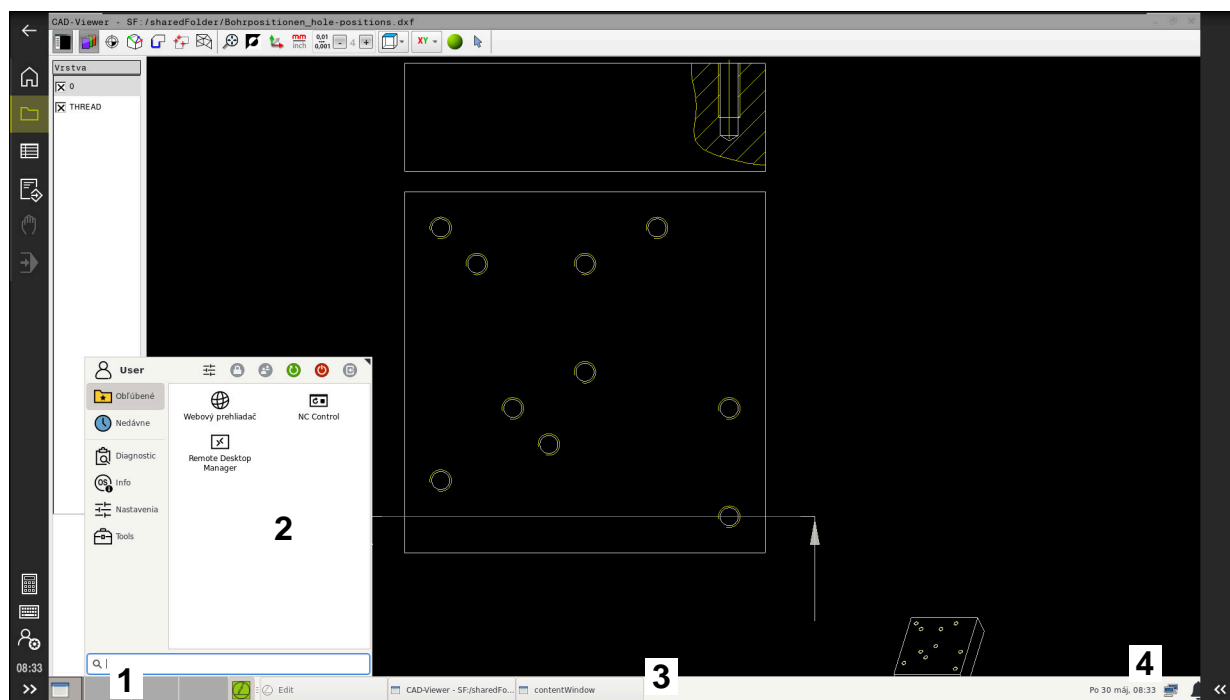 CAD-Viewer - SF:/sharedFolder/Bohrpositionen_hole-positions.dxf
mm
inch
0,01
0,001
4
XY
Vrstva
0
THREAD
User
Obľúbené
Nedávne
Diagnostic
Info
Nastavenia
Tools
Webový prehliadač
NC Control
Remote Desktop
Manager
OS
2
1
3
4
08:33
Edit
CAD-Viewer - SF:/sharedFo...
contentWindow
Po 30 máj, 08:33